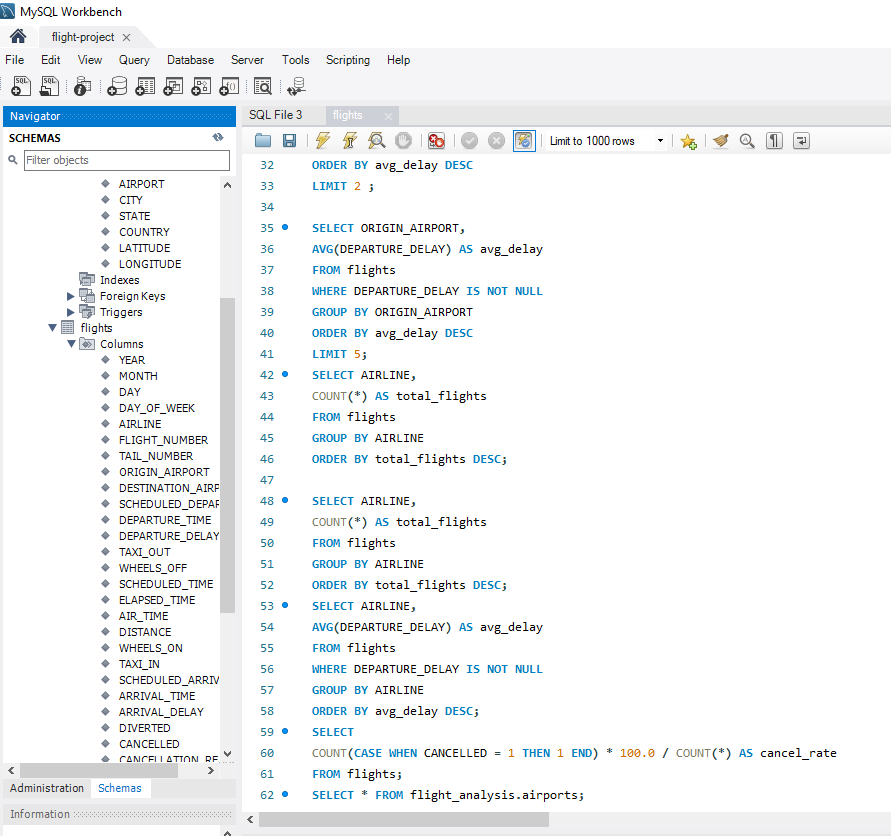 MySQL Workbench
flight-project
File Edit View Query Database Server Tools Scripting Help
Navigator
SCHEMAS
Filter objects
AIRPORT
CITY
STATE
COUNTRY
LATITUDE
LONGITUDE
Indexes
Foreign Keys
Triggers
flights
Columns
YEAR
MONTH
DAY
DAY_OF_WEEK
AIRLINE
FLIGHT_NUMBER
TAIL_NUMBER
ORIGIN_AIRPORT
DESTINATION_AIRP
SCHEDULED_DEPAR
DEPARTURE_TIME
DEPARTURE_DELAY
TAXI_OUT
WHEELS_OFF
SCHEDULED_TIME
ELAPSED_TIME
AIR_TIME
DISTANCE
WHEELS_ON
TAXI_IN
SCHEDULED_ARRIV
ARRIVAL_TIME
ARRIVAL_DELAY
DIVERTED
CANCELLED
CANCELLATION_RE
Administration Schemas
Information
SQL File 3 flights
Limit to 1000 rows
32 ORDER BY avg_delay DESC
33 LIMIT 2 ;
34
35 SELECT ORIGIN_AIRPORT,
36 AVG(DEPARTURE_DELAY) AS avg_delay
37 FROM flights
38 WHERE DEPARTURE_DELAY IS NOT NULL
39 GROUP BY ORIGIN_AIRPORT
40 ORDER BY avg_delay DESC
41 LIMIT 5;
42 SELECT AIRLINE,
43 COUNT(*) AS total_flights
44 FROM flights
45 GROUP BY AIRLINE
46 ORDER BY total_flights DESC;
47
48 SELECT AIRLINE,
49 COUNT(*) AS total_flights
50 FROM flights
51 GROUP BY AIRLINE
52 ORDER BY total_flights DESC;
53 SELECT AIRLINE,
54 AVG(DEPARTURE_DELAY) AS avg_delay
55 FROM flights
56 WHERE DEPARTURE_DELAY IS NOT NULL
57 GROUP BY AIRLINE
58 ORDER BY avg_delay DESC;
59 SELECT
60 COUNT(CASE WHEN CANCELLED = 1 THEN 1 END) * 100.0 / COUNT(*) AS cancel_rate
61 FROM flights;
62 SELECT * FROM flight_analysis.airports;